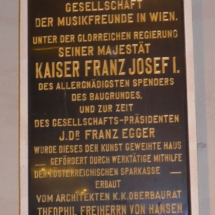 GESELLSCHAFT
DER MUSIKFREUNDE IN WIEN.
UNTER DER GLORREICHEN REGIERUNG
SEINER MAJESTÄT
KAISER FRANZ JOSEF I.
DES ALLERGNÄDIGSTEN SPENDERS
DES BAUGRUNDES,
UND ZUR ZEIT
DES GESELLSCHAFTS-PRÄSIDENTEN
J.DR FRANZ EGGER
WURDE DIESES DER KUNST GEWEIHTE HAUS
GEFÖRDERT DURCH WERKTÄTIGE MITHILFE
DER I. ÖSTERREICHISCHEN SPARKASSE
ERBAUT
VOM ARCHITEKTEN K.K. OBERBAURAT
THEOPHIL FREIHERRN VON HANSEN